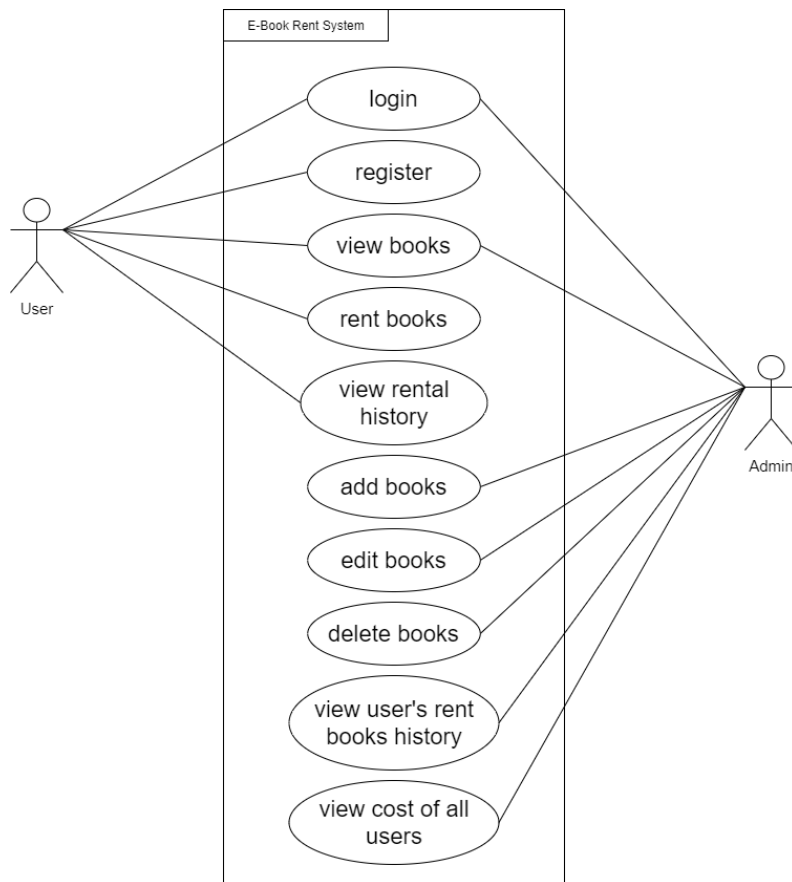 E-Book Rent System
login
register
view books
rent books
view rental
history
add books
edit books
delete books
view user's rent
books history
view cost of all
users
User
Admin